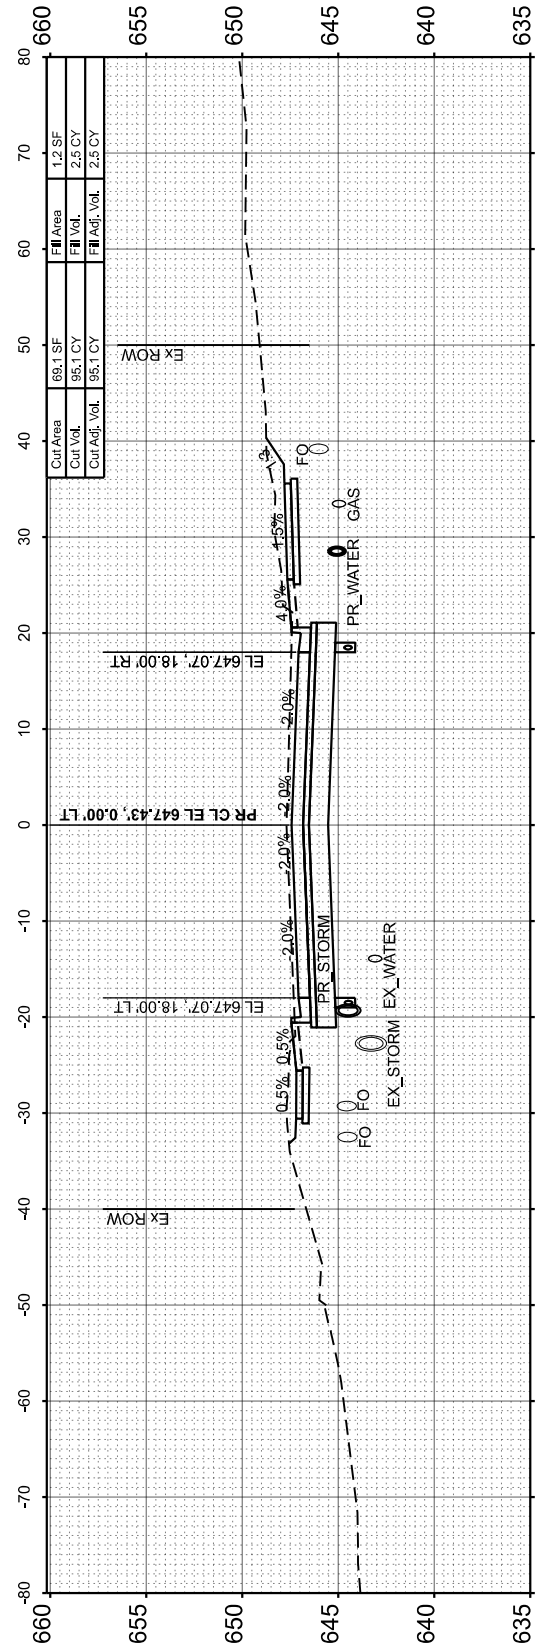 Cut Area 69.1 SF Fill Area 1.2 SF
Cut Vol. 95.1 CY Fill Vol. 2.5 CY
Cut Adj. Vol. 95.1 CY Fill Adj. Vol. 2.5 CY
-80 -70 -60 -50 -40 -30 -20 -10 0 10 20 30 40 50 60 70 80
660 660
655 655
650 650
645 645
640 640
635 635
Ex ROW
EL 647.07', 18.00' LT
PR CL EL 647.43', 0.00' LT
EL 647.07', 18.00' RT
Ex ROW
0.5%
0.5%
-2.0%
-2.0%
-2.0%
-2.0%
4.0%
1.5%
1:3
FO
FO
EX_STORM
PR_STORM
EX_WATER
PR_WATER
GAS
FO